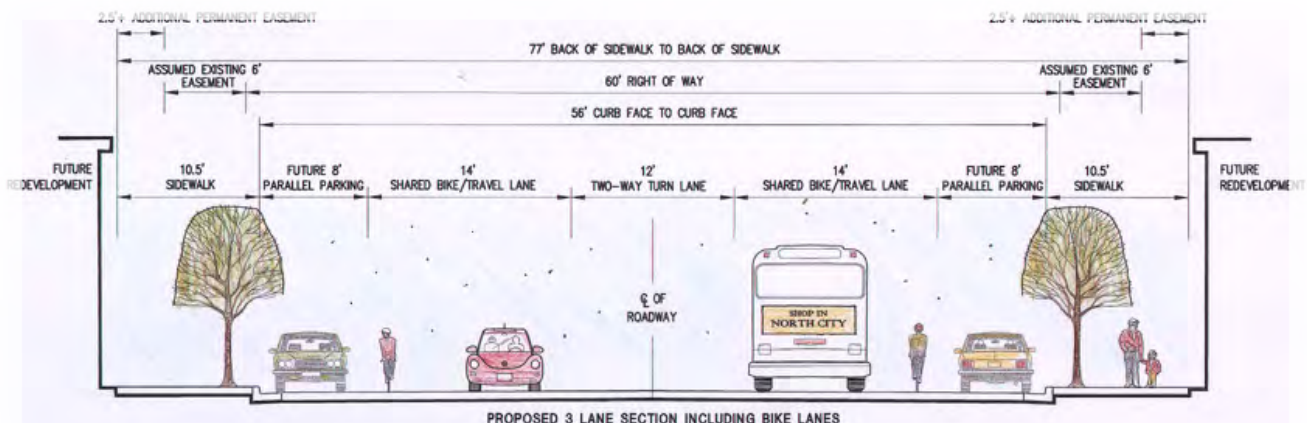 2.5'± ADDITIONAL PERMANENT EASEMENT
2.5'± ADDITIONAL PERMANENT EASEMENT
77' BACK OF SIDEWALK TO BACK OF SIDEWALK
ASSUMED EXISTING 6'
EASEMENT
60' RIGHT OF WAY
ASSUMED EXISTING 6'
EASEMENT
56' CURB FACE TO CURB FACE
FUTURE
REDEVELOPMENT
10.5'
SIDEWALK
FUTURE 8'
PARALLEL PARKING
14'
SHARED BIKE/TRAVEL LANE
12'
TWO-WAY TURN LANE
14'
SHARED BIKE/TRAVEL LANE
FUTURE 8'
PARALLEL PARKING
10.5'
SIDEWALK
FUTURE
REDEVELOPMENT
℄ OF
ROADWAY
SHOP IN
NORTH CITY
PROPOSED 3 LANE SECTION INCLUDING BIKE LANES